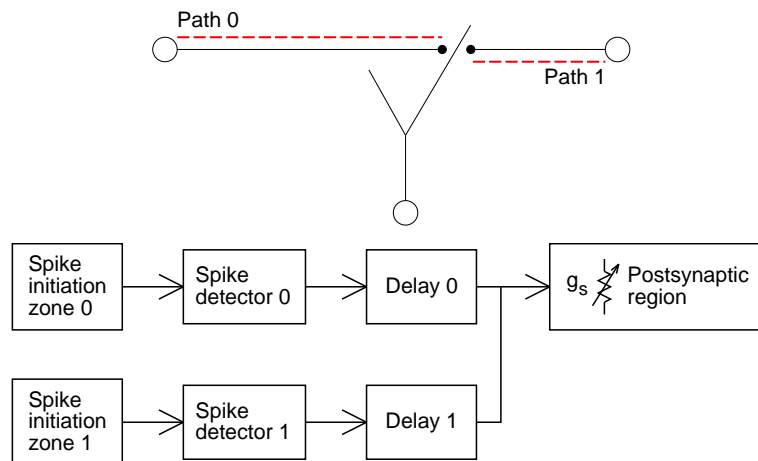 Path 0
Path 1
Spike
initiation
zone 0
Spike
detector 0
Delay 0
gs
Postsynaptic
region
Spike
initiation
zone 1
Spike
detector 1
Delay 1